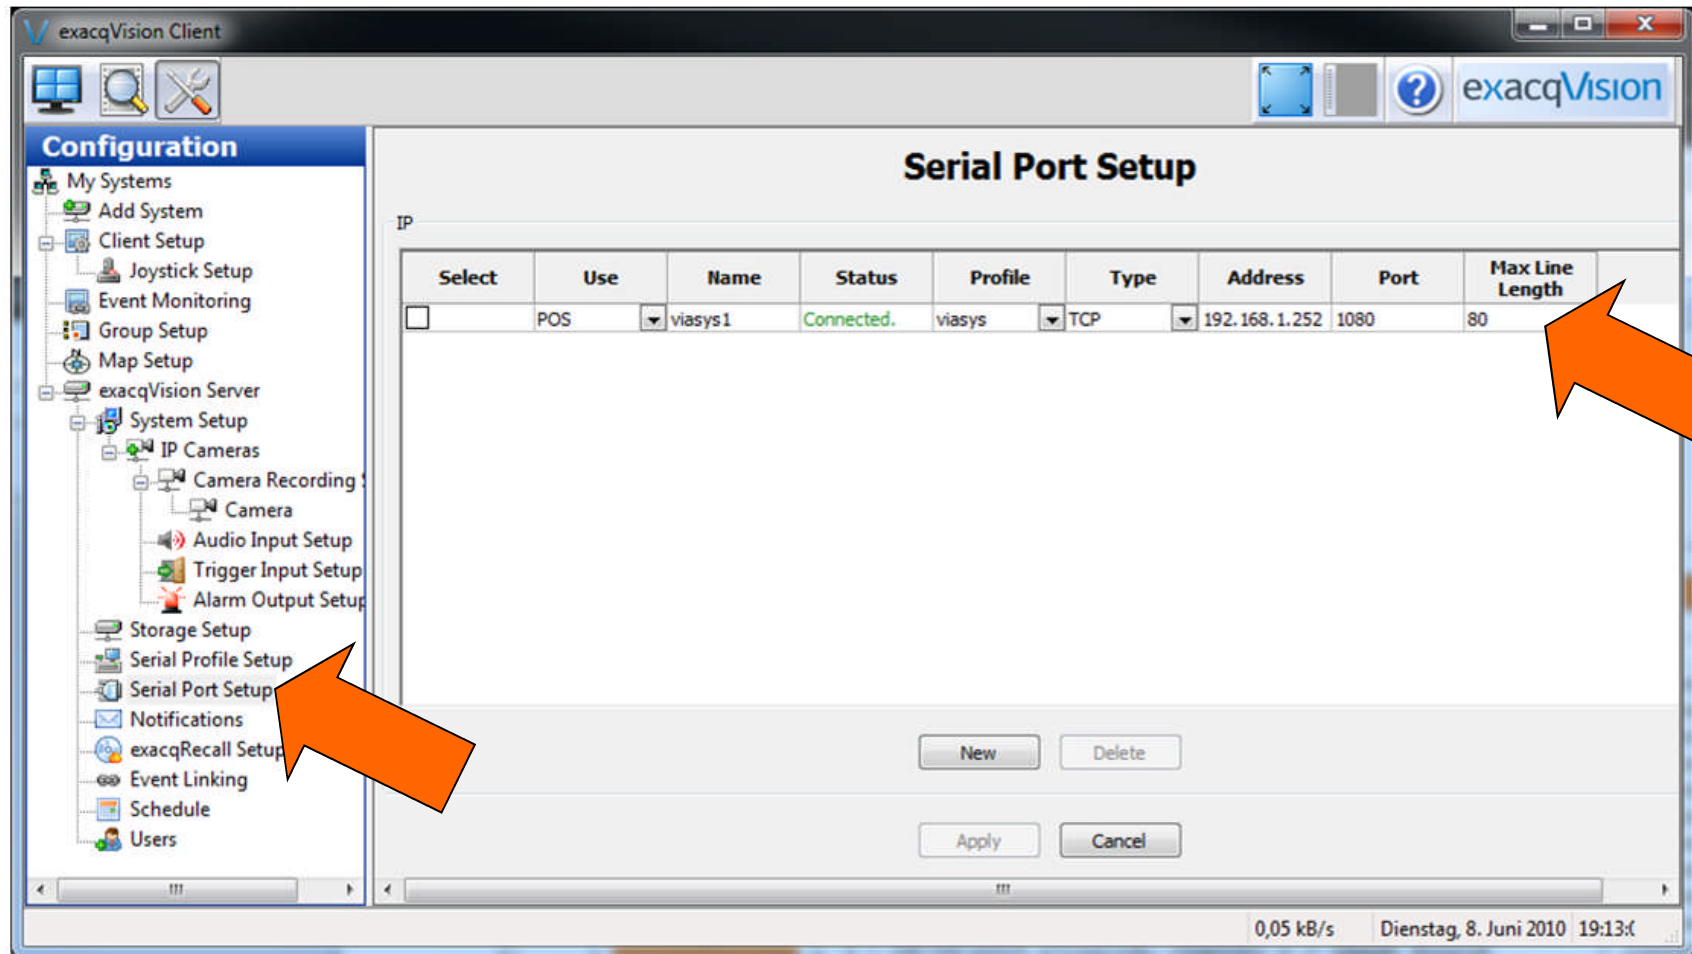 exacqVision Client
exacqVision
Configuration
My Systems
Add System
Client Setup
Joystick Setup
Event Monitoring
Group Setup
Map Setup
exacqVision Server
System Setup
IP Cameras
Camera Recording
Camera
Audio Input Setup
Trigger Input Setup
Alarm Output Setup
Storage Setup
Serial Profile Setup
Serial Port Setup
Notifications
exacqRecall Setup
Event Linking
Schedule
Users
Serial Port Setup
IP
Select Use Name Status Profile Type Address Port Max Line Length
POS viasys1 Connected. viasys TCP 192.168.1.252 1080 80
New Delete
Apply Cancel
0,05 kB/s Dienstag, 8. Juni 2010 19:13: